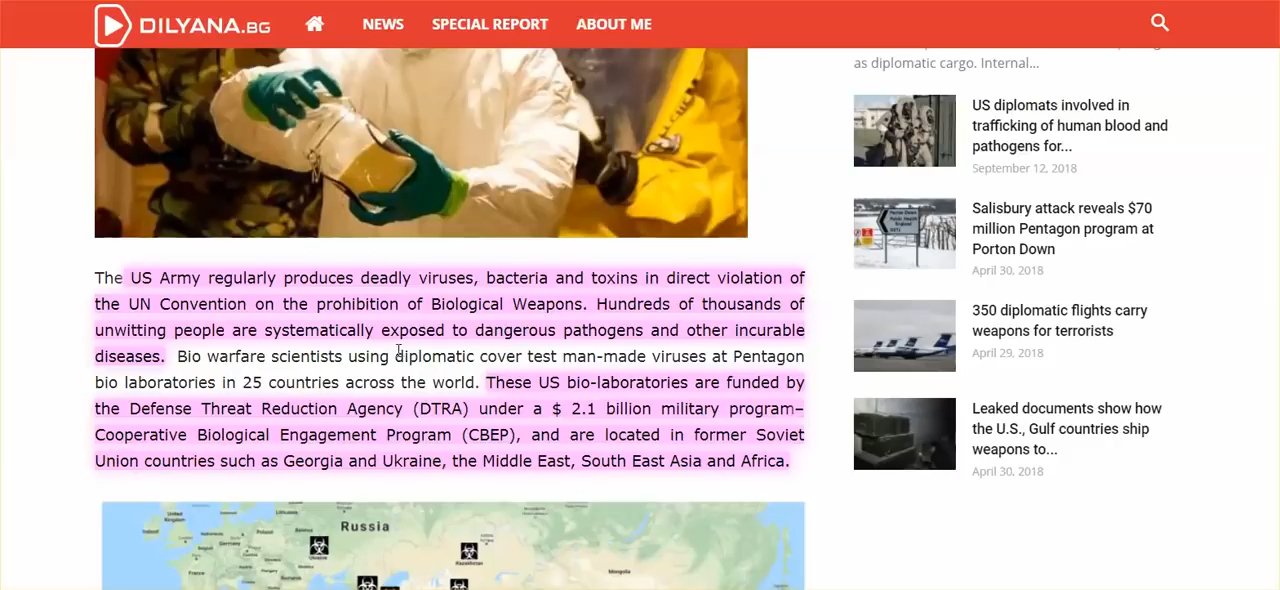 DILYANA.BG
NEWS
SPECIAL REPORT
ABOUT ME
The US Army regularly produces deadly viruses, bacteria and toxins in direct violation of
the UN Convention on the prohibition of Biological Weapons. Hundreds of thousands of
unwitting people are systematically exposed to dangerous pathogens and other incurable
diseases. Bio warfare scientists using diplomatic cover test man-made viruses at Pentagon
bio laboratories in 25 countries across the world. These US bio-laboratories are funded by
the Defense Threat Reduction Agency (DTRA) under a $ 2.1 billion military program–
Cooperative Biological Engagement Program (CBEP), and are located in former Soviet
Union countries such as Georgia and Ukraine, the Middle East, South East Asia and Africa.
Russia
United
Kingdom
Ireland
Germany
France
Ukraine
Kazakhstan
Mongolia
as diplomatic cargo. Internal...
US diplomats involved in
trafficking of human blood and
pathogens for...
September 12, 2018
Salisbury attack reveals $70
million Pentagon program at
Porton Down
April 30, 2018
350 diplomatic flights carry
weapons for terrorists
April 29, 2018
Leaked documents show how
the U.S., Gulf countries ship
weapons to...
April 30, 2018